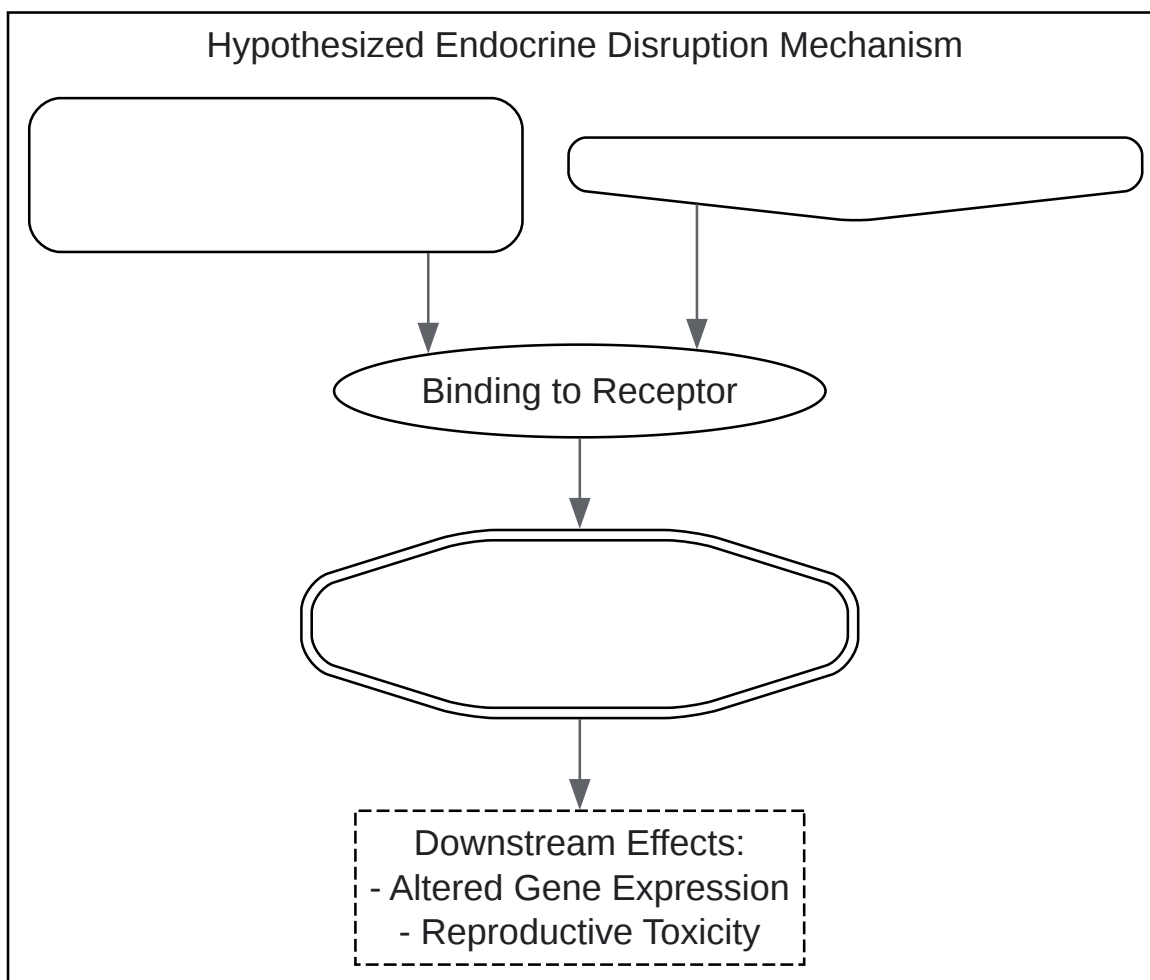 Hypothesized Endocrine Disruption Mechanism
Binding to Receptor
Downstream Effects:
- Altered Gene Expression
- Reproductive Toxicity